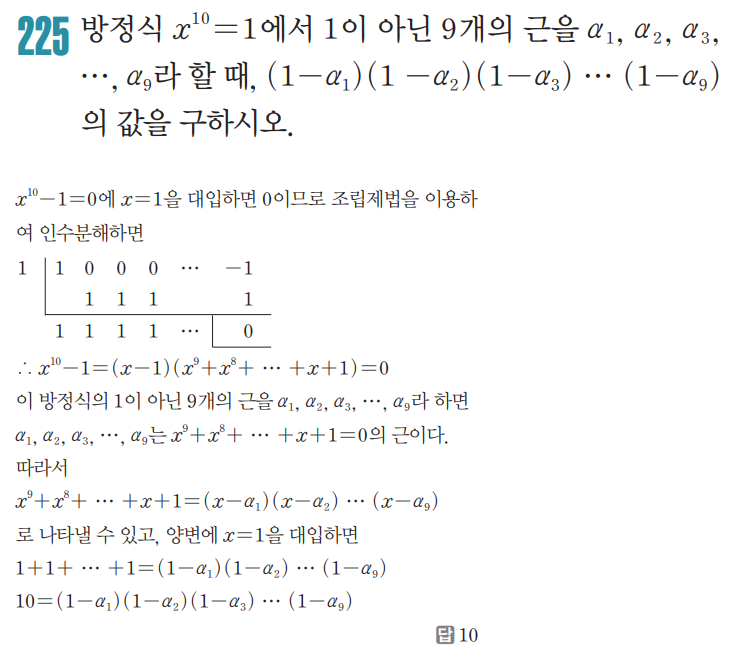 225 방정식 x¹⁰=1에서 1이 아닌 9개의 근을 α₁, α₂, α₃,
…, α₉라 할 때, (1-α₁)(1-α₂)(1-α₃) … (1-α₉)
의 값을 구하시오.
x¹⁰-1=0에 x=1을 대입하면 0이므로 조립제법을 이용하
여 인수분해하면
1 | 1 0 0 0 … -1
1 1 1 1
1 1 1 1 … | 0
∴ x¹⁰-1=(x-1)(x⁹+x⁸+ … +x+1)=0
이 방정식의 1이 아닌 9개의 근을 α₁, α₂, α₃, …, α₉라 하면
α₁, α₂, α₃, …, α₉는 x⁹+x⁸+ … +x+1=0의 근이다.
따라서
x⁹+x⁸+ … +x+1=(x-α₁)(x-α₂) … (x-α₉)
로 나타낼 수 있고, 양변에 x=1을 대입하면
1+1+ … +1=(1-α₁)(1-α₂) … (1-α₉)
10=(1-α₁)(1-α₂)(1-α₃) … (1-α₉)
답 10